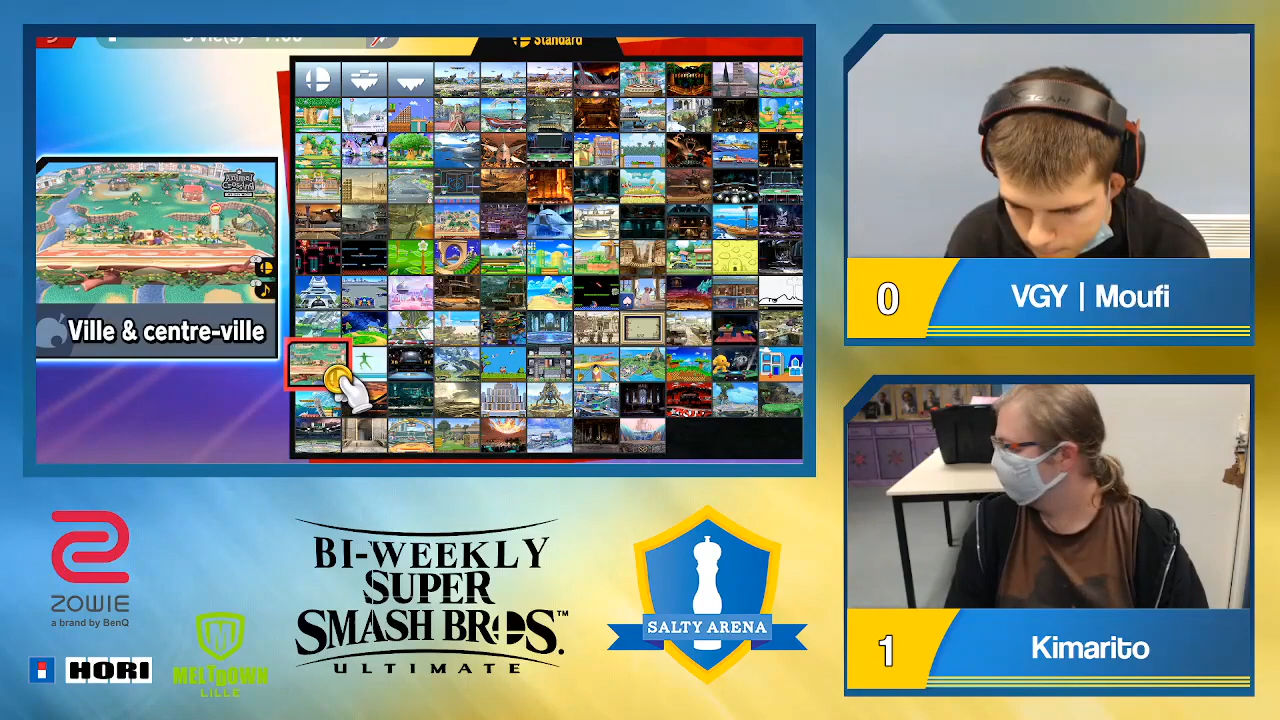 Standard
Animal
Crossing
Ville & centre-ville
0
VGY | Moufi
1
Kimarito
ZOWIE
a brand by BenQ
HORI
MELTDOWN
LILLE
BI-WEEKLY
SUPER
SMASH BROS.™
ULTIMATE
SALTY ARENA